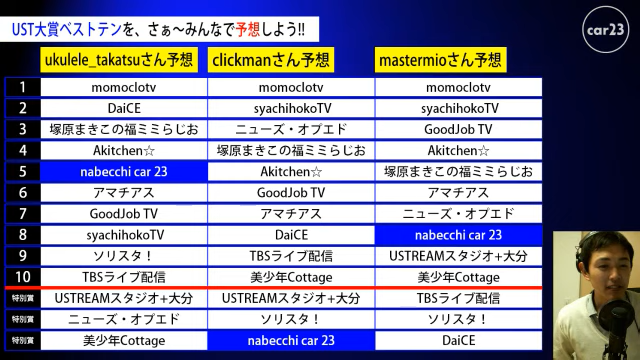 UST大賞ベストテンを、さぁ〜みんなで予想しよう!!
car23
ukulele_takatsuさん予想 clickmanさん予想 mastermioさん予想
1 momoclotv momoclotv momoclotv
2 DaiCE syachihokoTV syachihokoTV
3 塚原まきこの福ミミらじお ニューズ・オプエド GoodJob TV
4 Akitchen☆ 塚原まきこの福ミミらじお Akitchen☆
5 nabecchi car 23 Akitchen☆ 塚原まきこの福ミミらじお
6 アマチアス GoodJob TV アマチアス
7 GoodJob TV アマチアス ニューズ・オプエド
8 syachihokoTV DaiCE nabecchi car 23
9 ソリスタ！ TBSライブ配信 USTREAMスタジオ+大分
10 TBSライブ配信 美少年Cottage 美少年Cottage
特別賞 USTREAMスタジオ+大分 USTREAMスタジオ+大分 TBSライブ配信
特別賞 ニューズ・オプエド ソリスタ！ ソリスタ！
特別賞 美少年Cottage nabecchi car 23 DaiCE